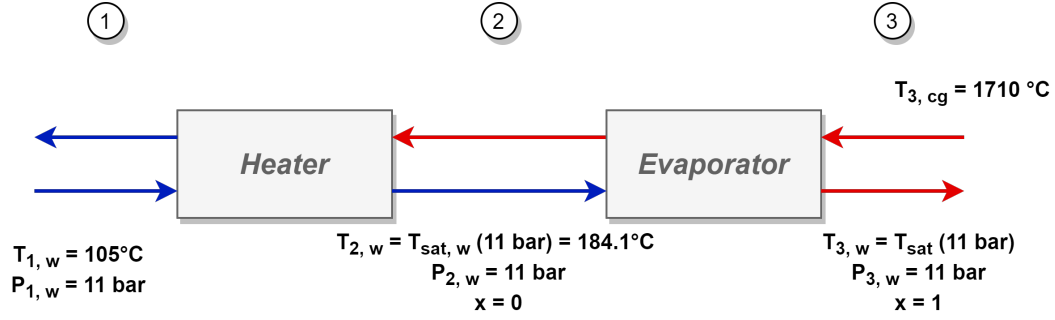 1
2
3
T3, cg = 1710 °C
Heater
Evaporator
T1, w = 105°C
P1, w = 11 bar
T2, w = Tsat, w (11 bar) = 184.1°C
P2, w = 11 bar
x = 0
T3, w = Tsat (11 bar)
P3, w = 11 bar
x = 1